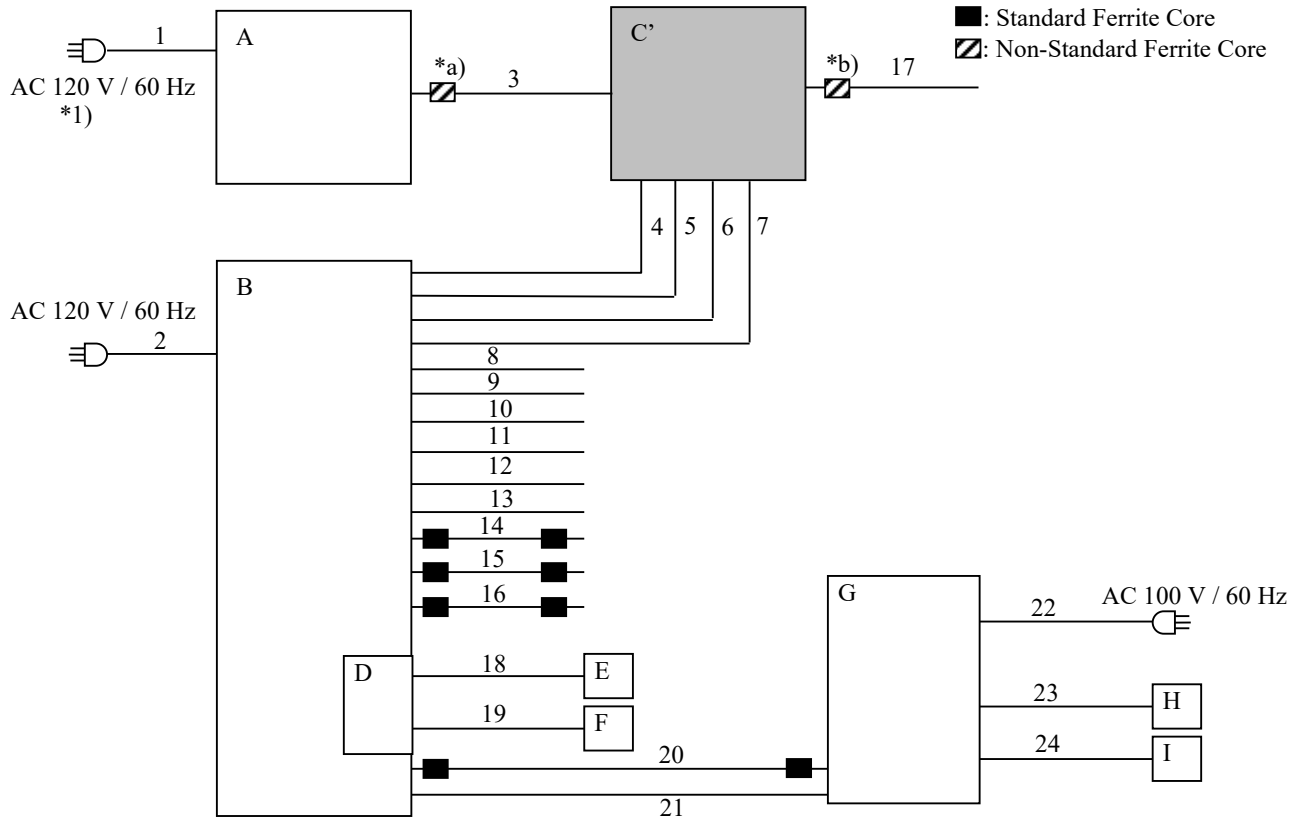 : Standard Ferrite Core
: Non-Standard Ferrite Core
1
A
AC 120 V / 60 Hz
*1)
*a)
3
C’
*b)
17
4
5
6
7
AC 120 V / 60 Hz
2
B
8
9
10
11
12
13
14
15
16
D
18
E
19
F
20
21
G
22
AC 100 V / 60 Hz
23
H
24
I